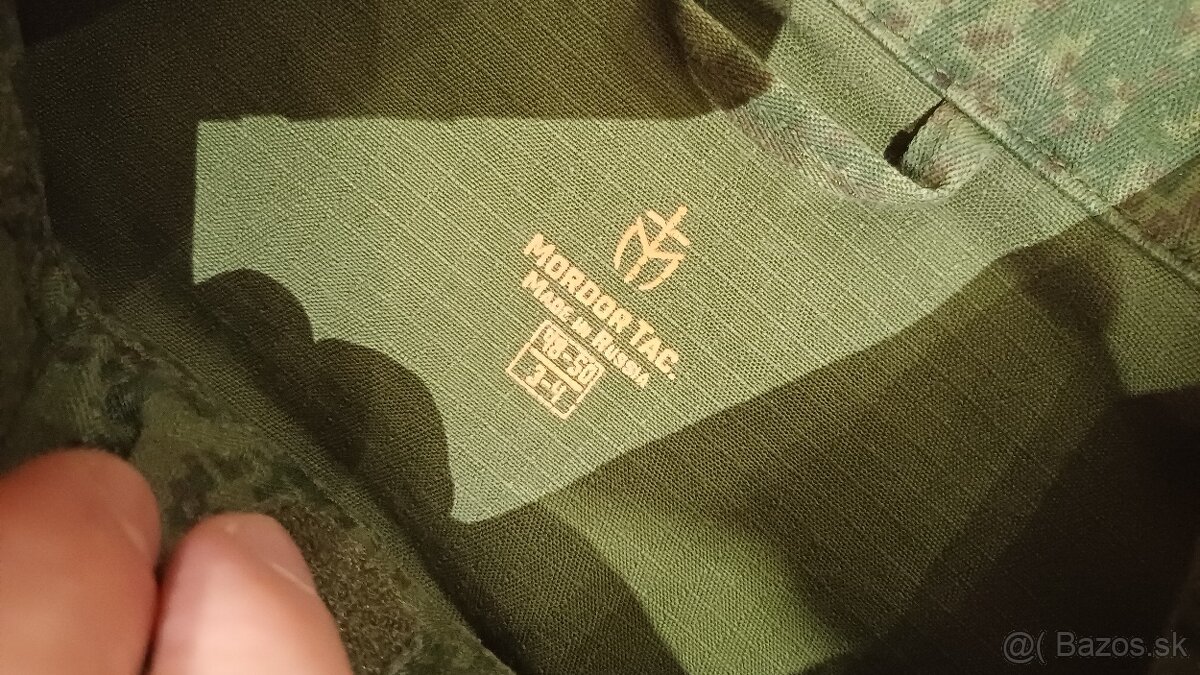 MORDOR TAC.
MADE IN RUSSIA
48-50
3-4
@( Bazos.sk